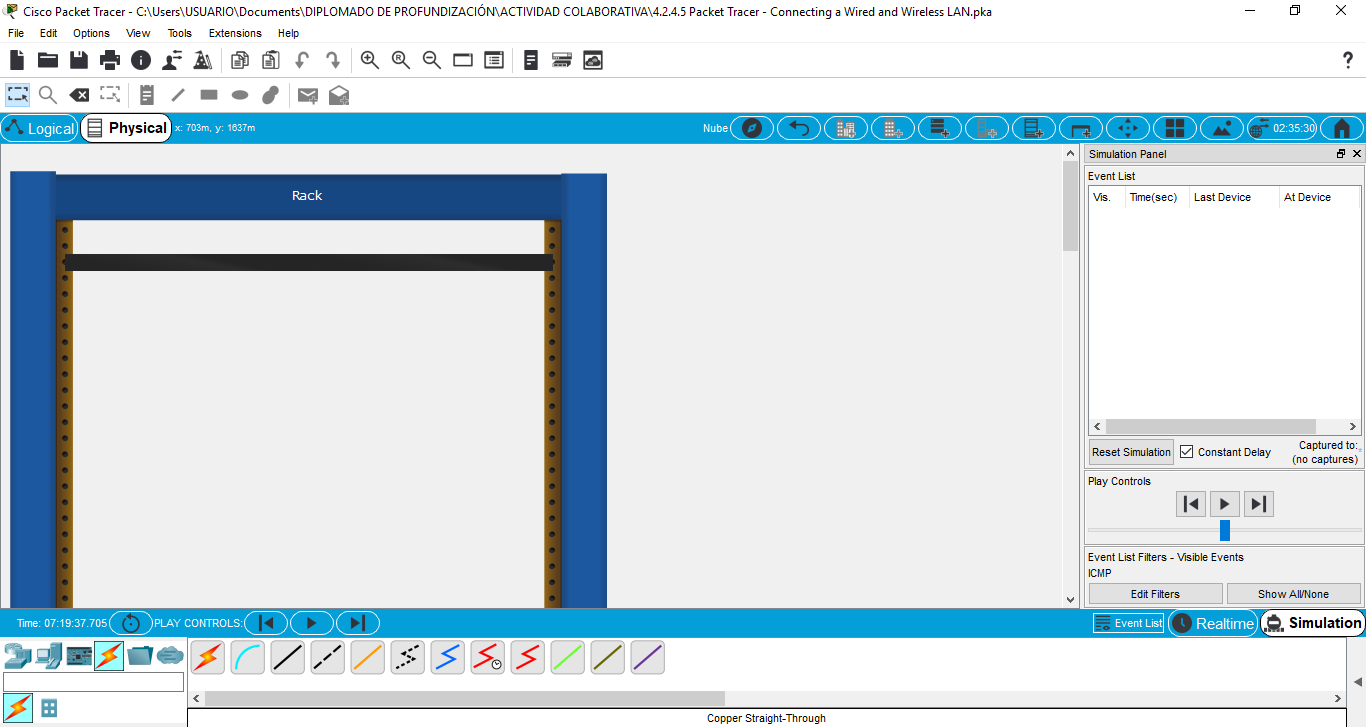 Cisco Packet Tracer - C:\Users\USUARIO\Documents\DIPLOMADO DE PROFUNDIZACIÓN\ACTIVIDAD COLABORATIVA\4.2.4.5 Packet Tracer - Connecting a Wired and Wireless LAN.pka
File Edit Options View Tools Extensions Help
Logical Physical x: 703m, y: 1637m Nube 02:35:30
Simulation Panel
Event List
Vis. Time(sec) Last Device At Device
Rack
Reset Simulation Constant Delay Captured to:
(no captures)
Play Controls
Event List Filters - Visible Events
ICMP
Edit Filters Show All/None
Time: 07:19:37.705 PLAY CONTROLS: Event List Realtime Simulation
Copper Straight-Through